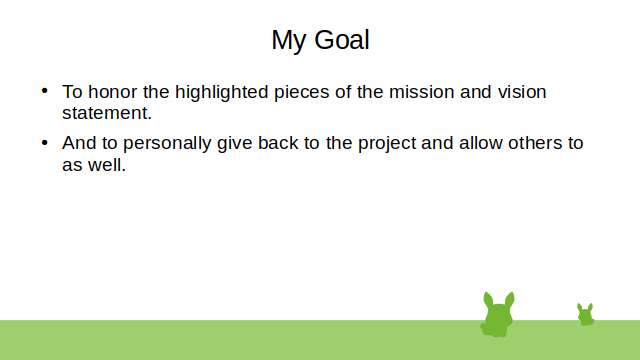 My Goal
• To honor the highlighted pieces of the mission and vision
statement.
• And to personally give back to the project and allow others to
as well.